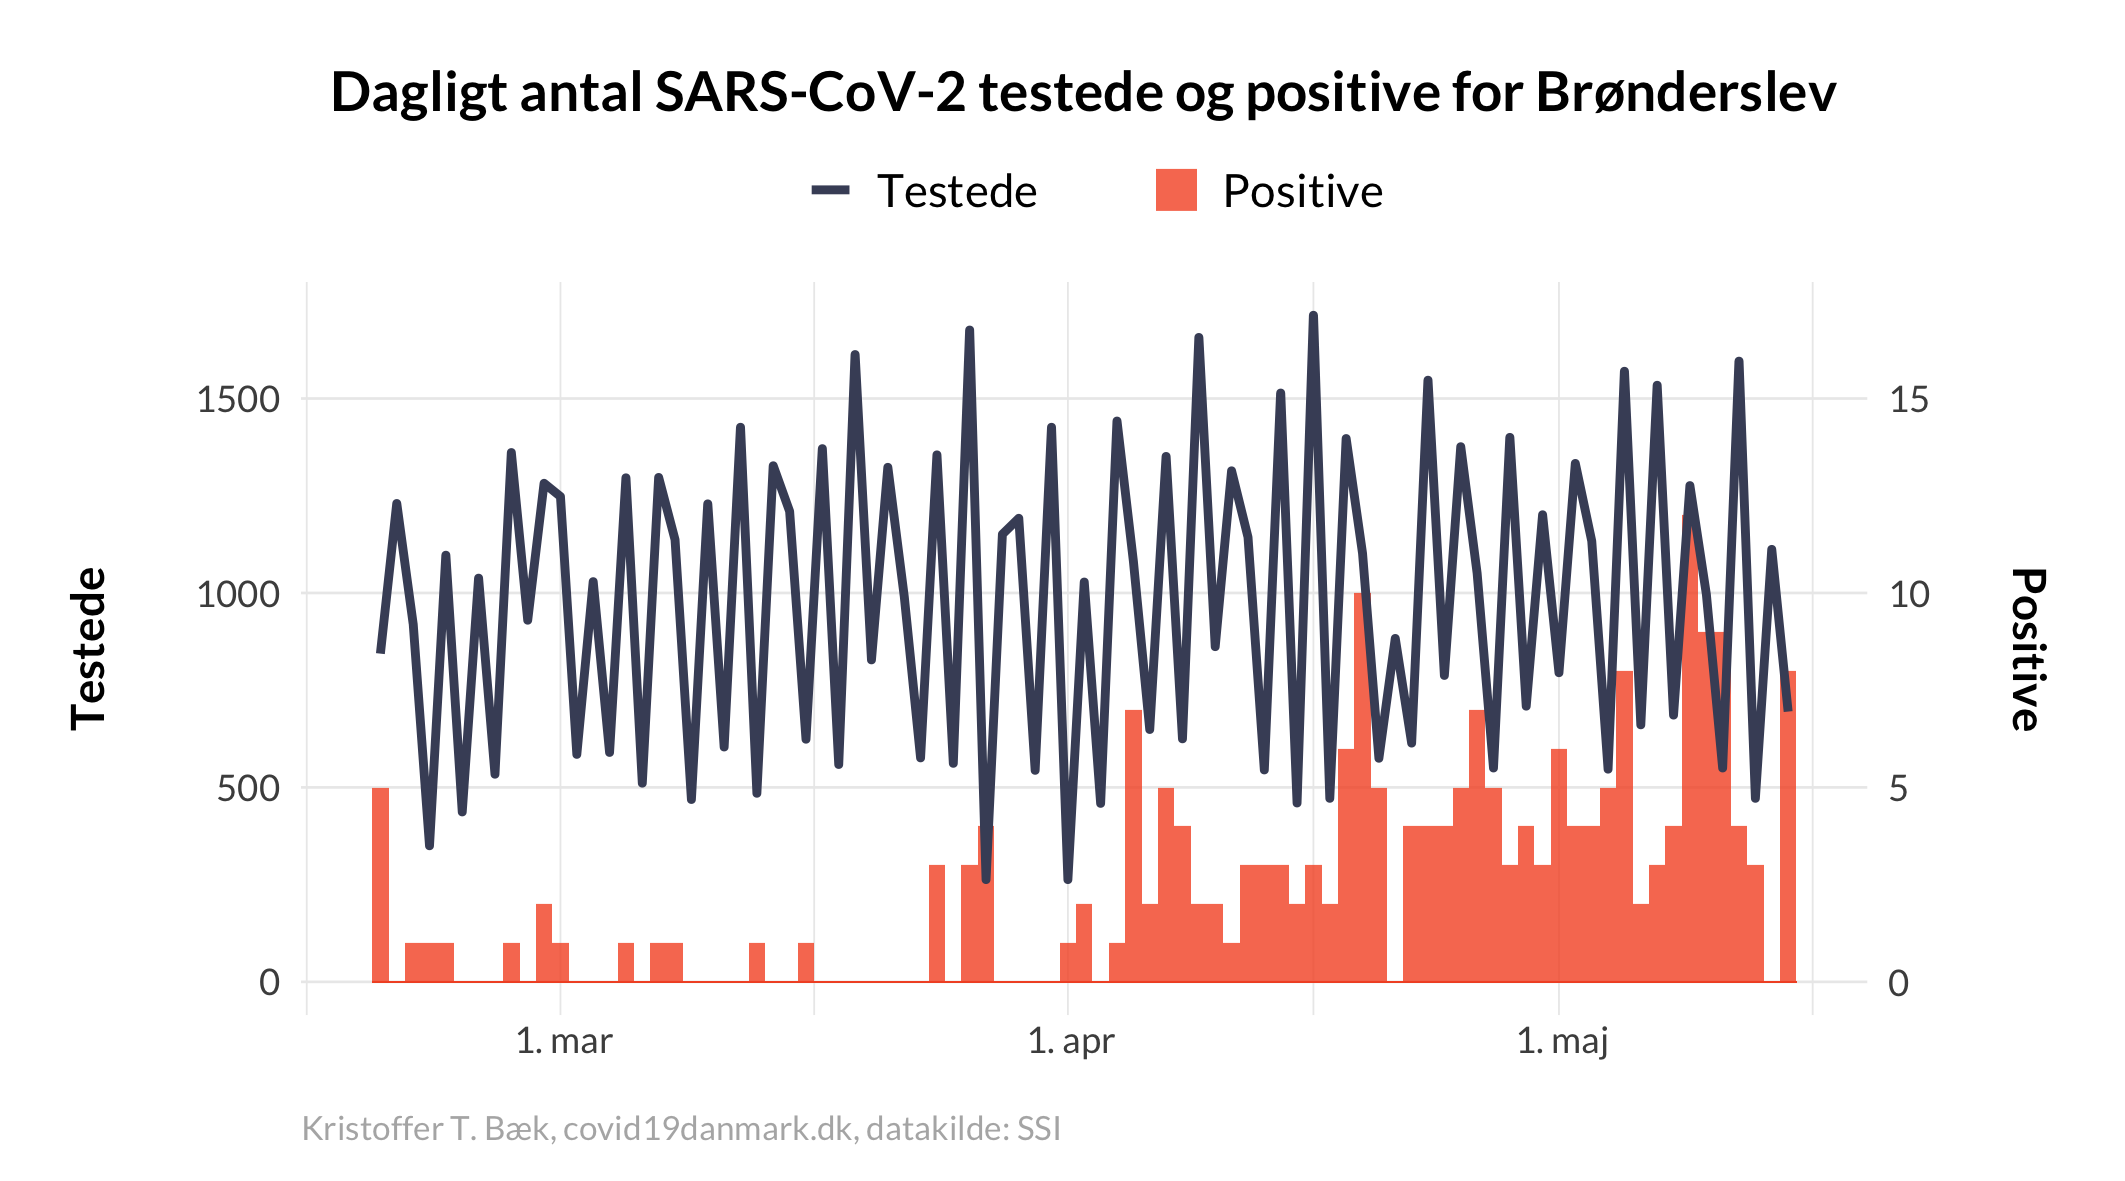 Dagligt antal SARS-CoV-2 testede og positive for Brønderslev
Testede Positive
1500 15
1000 10
500 5
0 0
Testede
Positive
1. mar 1. apr 1. maj
Kristoffer T. Bæk, covid19danmark.dk, datakilde: SSI